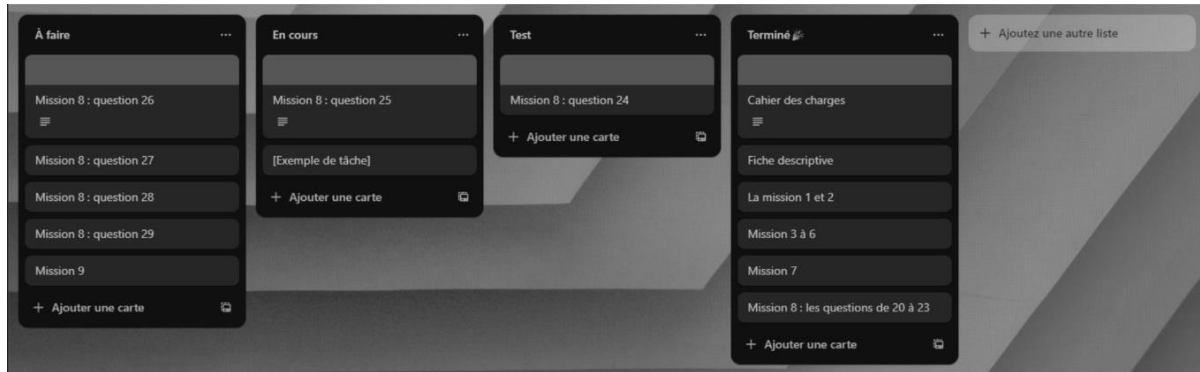 À faire
Mission 8 : question 26
Mission 8 : question 27
Mission 8 : question 28
Mission 8 : question 29
Mission 9
+ Ajouter une carte
En cours
Mission 8 : question 25
[Exemple de tâche]
+ Ajouter une carte
Test
Mission 8 : question 24
+ Ajouter une carte
Terminé 🎉
Cahier des charges
Fiche descriptive
La mission 1 et 2
Mission 3 à 6
Mission 7
Mission 8 : les questions de 20 à 23
+ Ajouter une carte
+ Ajoutez une autre liste